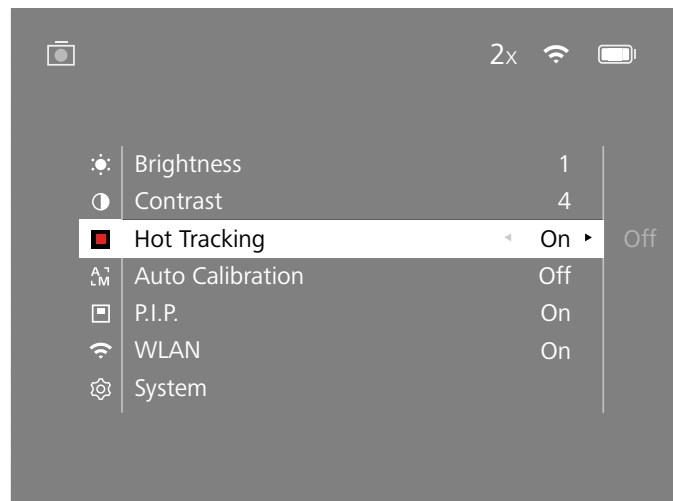 2x
Brightness 1
Contrast 4
Hot Tracking On Off
A M Auto Calibration Off
P.I.P. On
WLAN On
System